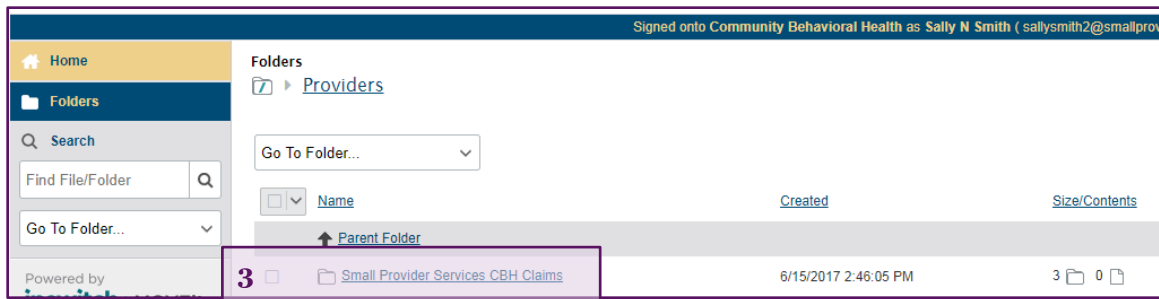 Signed onto Community Behavioral Health as Sally N Smith ( sallysmith2@smallprov
Home
Folders
Search
Find File/Folder
Go To Folder...
Powered by
Folders
Providers
Go To Folder...
Name Created Size/Contents
Parent Folder
3 Small Provider Services CBH Claims 6/15/2017 2:46:05 PM 3 0